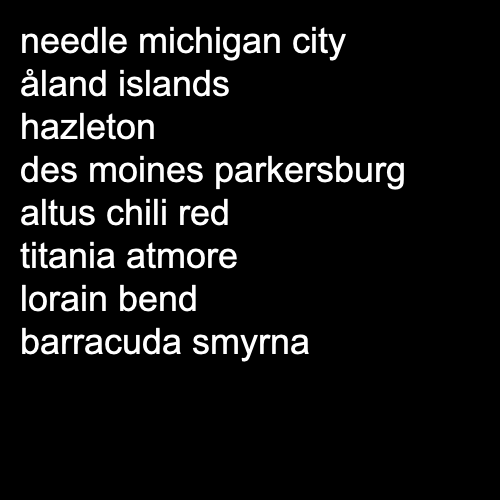 needle michigan city
åland islands
hazleton
des moines parkersburg
altus chili red
titania atmore
lorain bend
barracuda smyrna